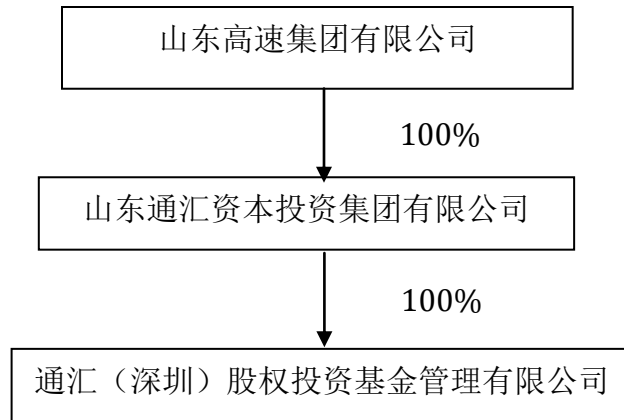 山东高速集团有限公司
100%
山东通汇资本投资集团有限公司
100%
通汇（深圳）股权投资基金管理有限公司